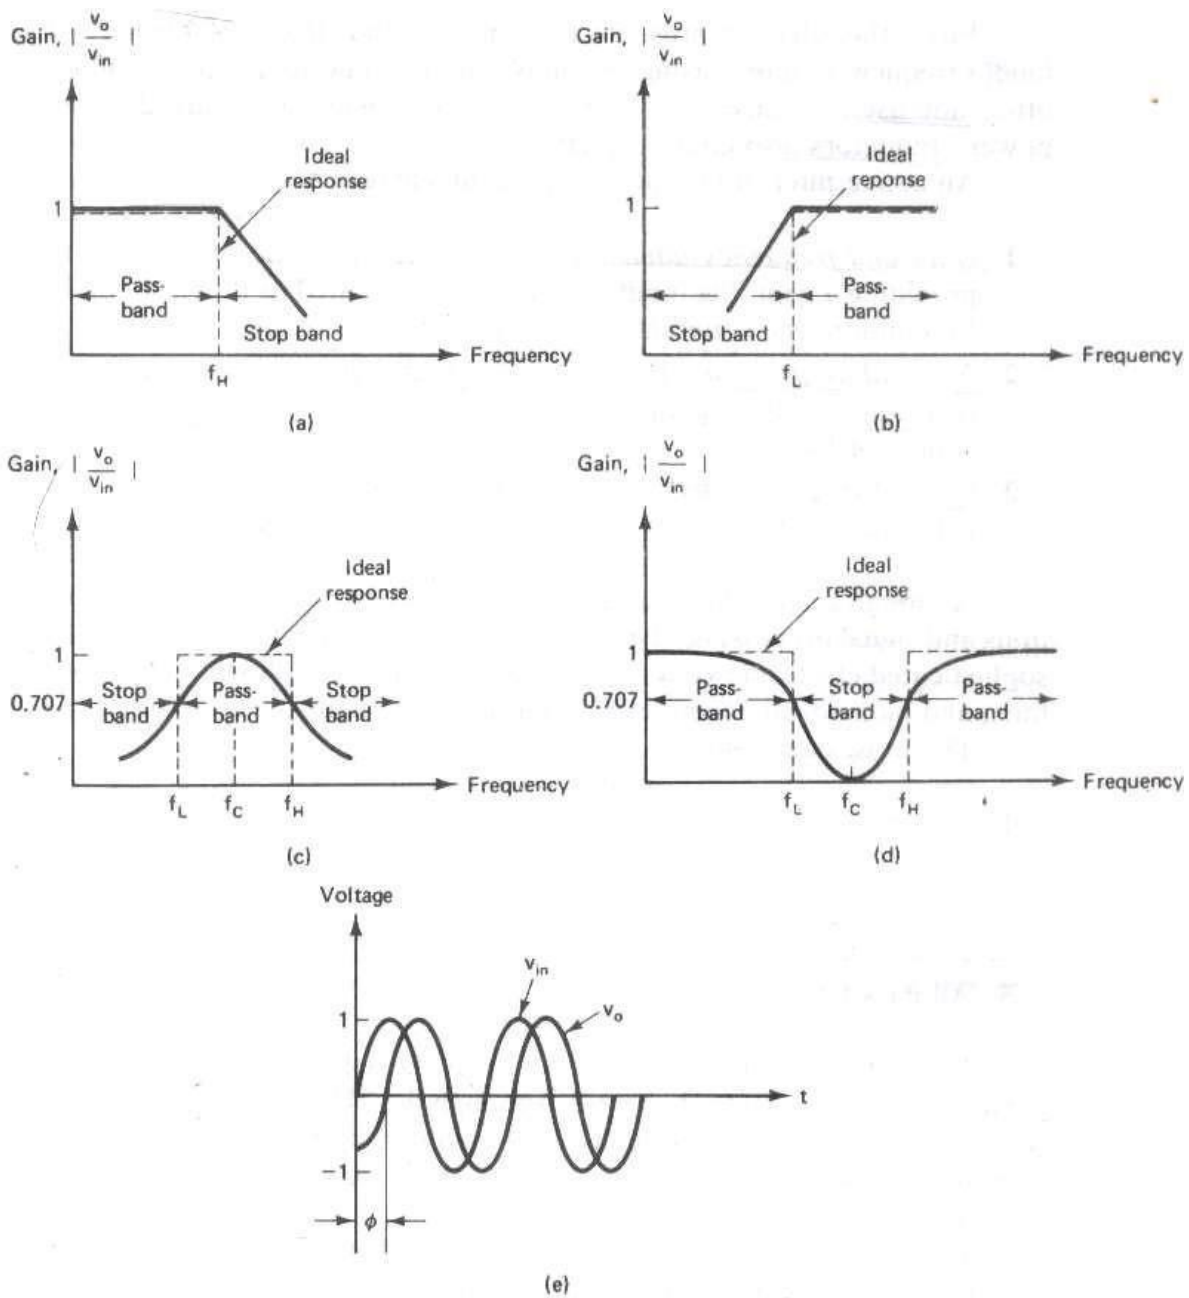 Gain, | v_o / v_in |
Ideal response
1
Pass-band
Stop band
Frequency
f_H
(a)
Gain, | v_o / v_in |
Ideal reponse
1
Stop band
Pass-band
Frequency
f_L
(b)
Gain, | v_o / v_in |
Ideal response
1
0.707
Stop band
Pass-band
Stop band
Frequency
f_L
f_C
f_H
(c)
Gain, | v_o / v_in |
Ideal response
1
0.707
Pass-band
Stop band
Pass-band
Frequency
f_L
f_C
f_H
(d)
Voltage
v_in
v_o
1
t
−1
ϕ
(e)